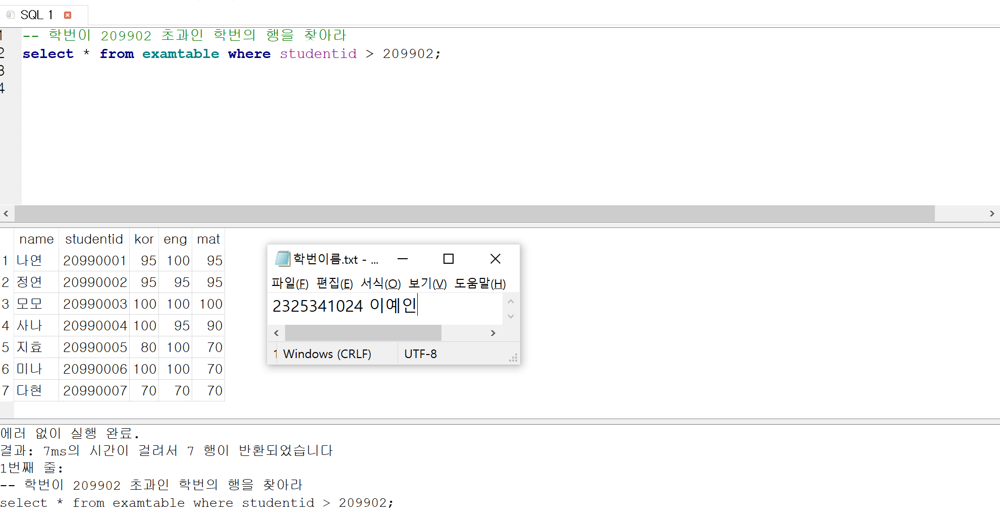 SQL 1
1 -- 학번이 209902 초과인 학번의 행을 찾아라
2 select * from examtable where studentid > 209902;
3
4
name studentid kor eng mat
1 나연 20990001 95 100 95
2 정연 20990002 95 95 95
3 모모 20990003 100 100 100
4 사나 20990004 100 95 90
5 지효 20990005 80 100 70
6 미나 20990006 100 100 70
7 다현 20990007 70 70 70
학번이름.txt - ...
파일(F) 편집(E) 서식(O) 보기(V) 도움말(H)
2325341024 이예인
1 Windows (CRLF) UTF-8
에러 없이 실행 완료.
결과: 7ms의 시간이 걸려서 7 행이 반환되었습니다
1번째 줄:
-- 학번이 209902 초과인 학번의 행을 찾아라
select * from examtable where studentid > 209902;